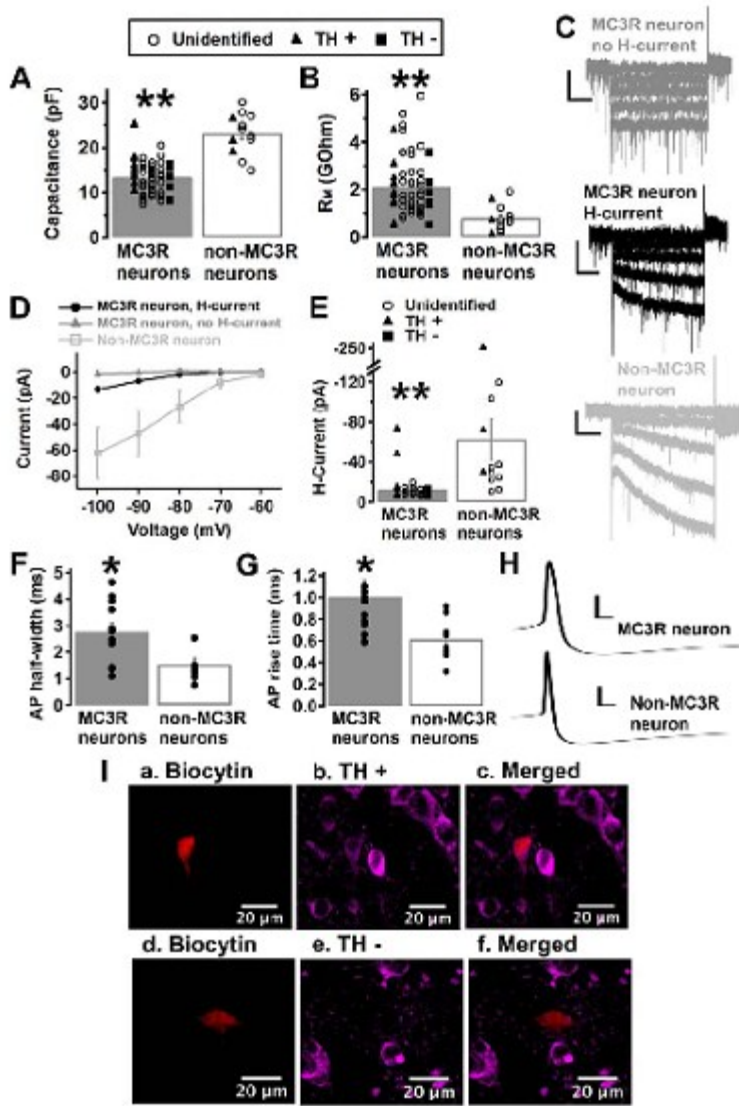 Unidentified TH + TH -
A
Capacitance (pF)
30
20
10
0
**
MC3R neurons
non-MC3R neurons
B
RM (GOhm)
6
4
2
0
**
MC3R neurons
non-MC3R neurons
C
MC3R neuron
no H-current
MC3R neuron
H-current
Non-MC3R
neuron
D
MC3R neuron, H-current
MC3R neuron, no H-current
Non-MC3R neuron
Current (pA)
0
-20
-40
-60
-100 -90 -80 -70 -60
Voltage (mV)
E
Unidentified
TH +
TH -
H-Current (pA)
-250
-120
-80
-40
0
**
MC3R neurons
non-MC3R neurons
F
AP half-width (ms)
5
4
3
2
1
0
*
MC3R neurons
non-MC3R neurons
G
AP rise time (ms)
1.2
1.0
0.8
0.6
0.4
0.2
0.0
*
MC3R neurons
non-MC3R neurons
H
MC3R neuron
Non-MC3R
neuron
I
a. Biocytin
b. TH +
c. Merged
20 µm
20 µm
20 µm
d. Biocytin
e. TH -
f. Merged
20 µm
20 µm
20 µm